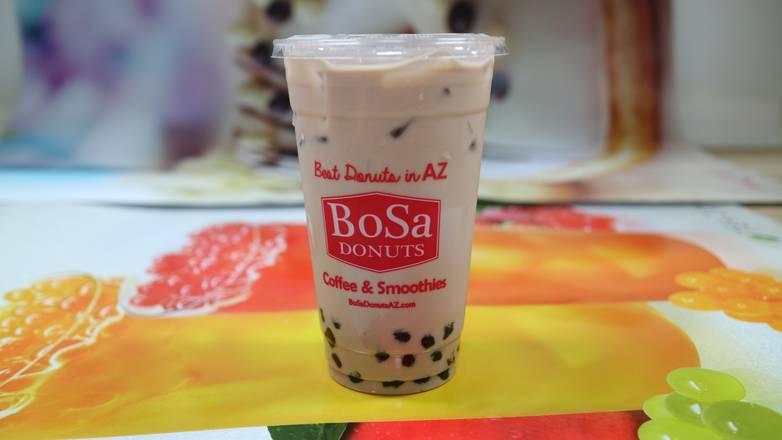 Best Donuts in AZ
BoSa
DONUTS
Coffee & Smoothies
BoSaDonutsAZ.com